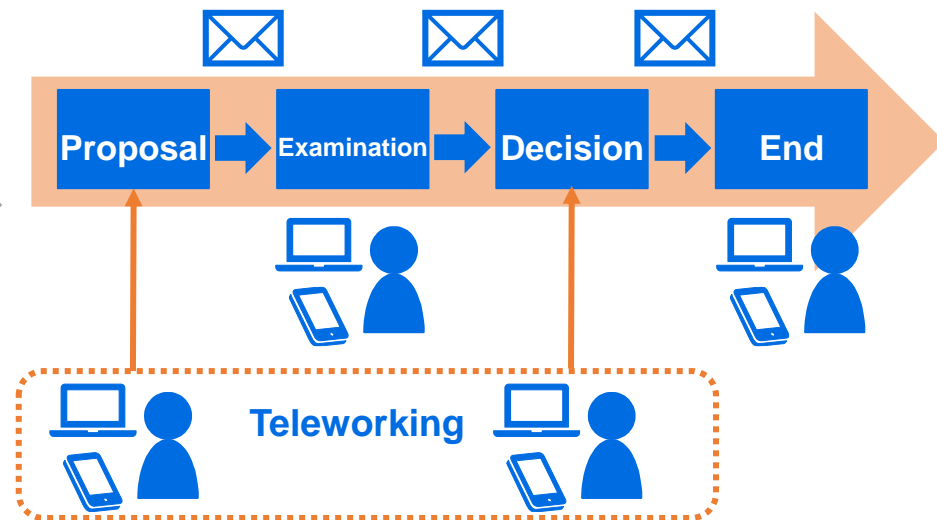 Proposal
Examination
Decision
End
Teleworking